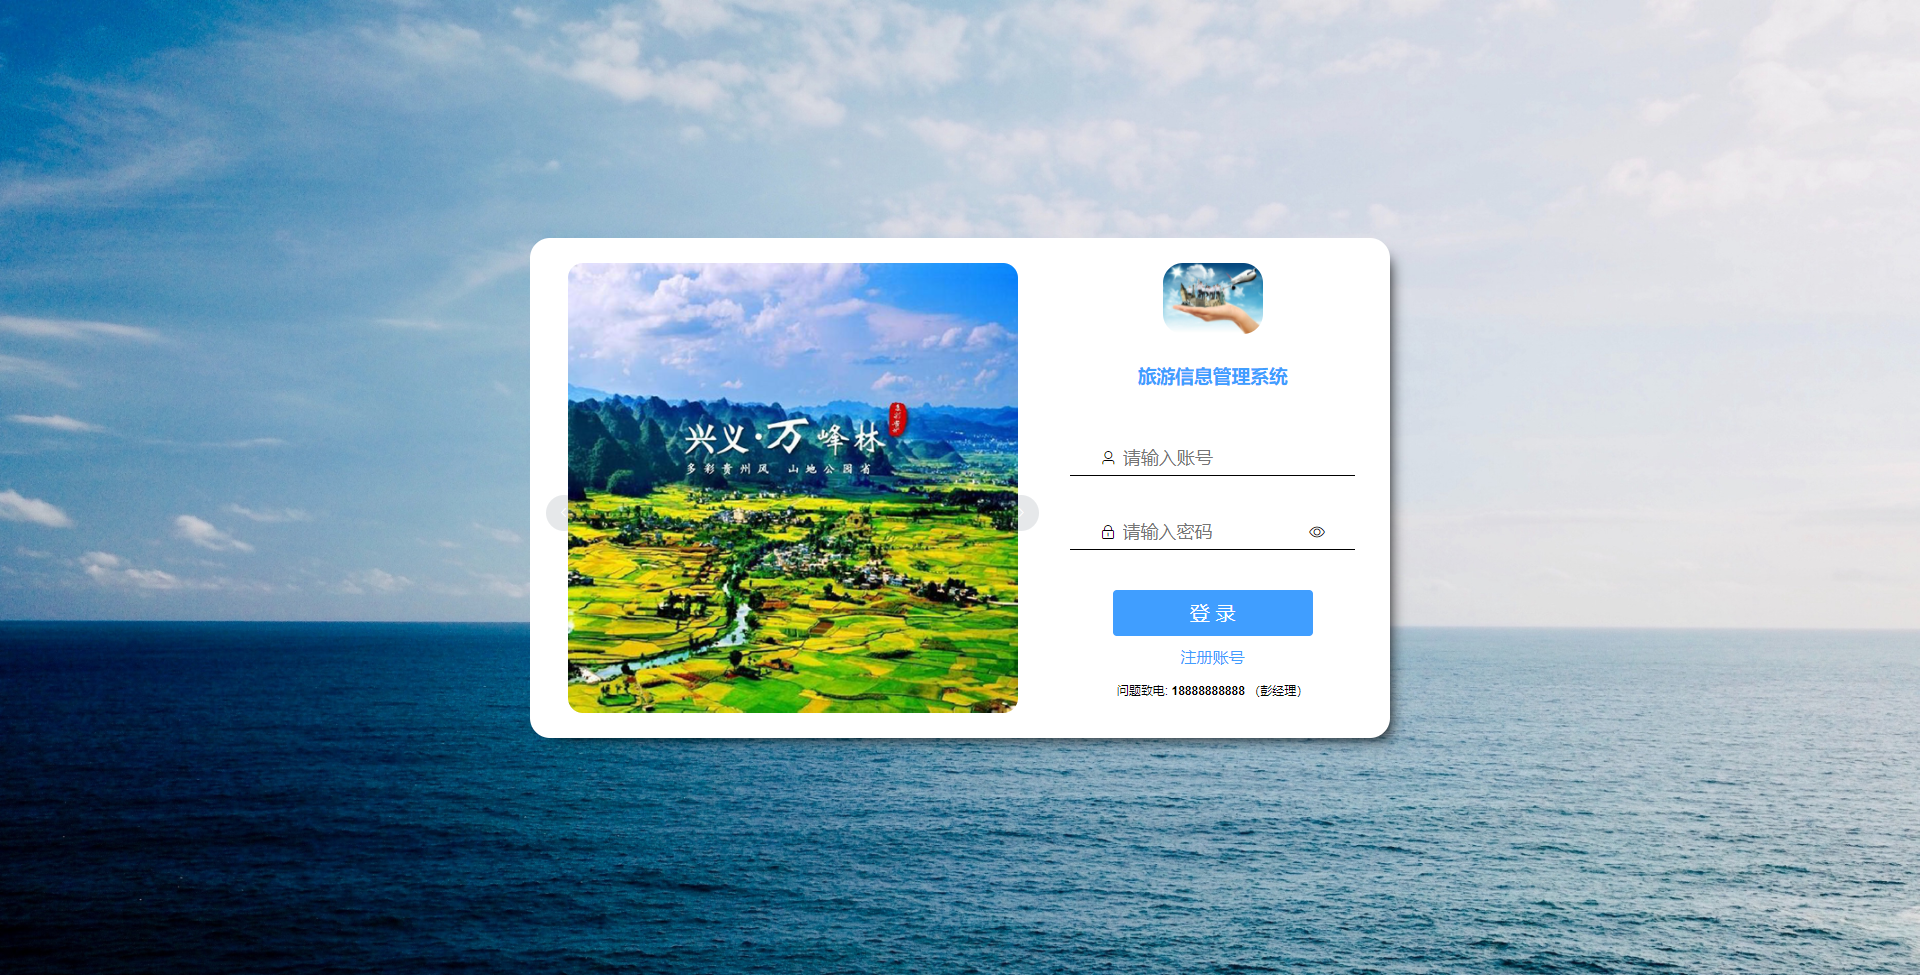 兴义·万峰林
多彩贵州风 山地公园省
旅游信息管理系统
请输入账号
请输入密码
登 录
注册账号
问题致电: 18888888888 （彭经理）